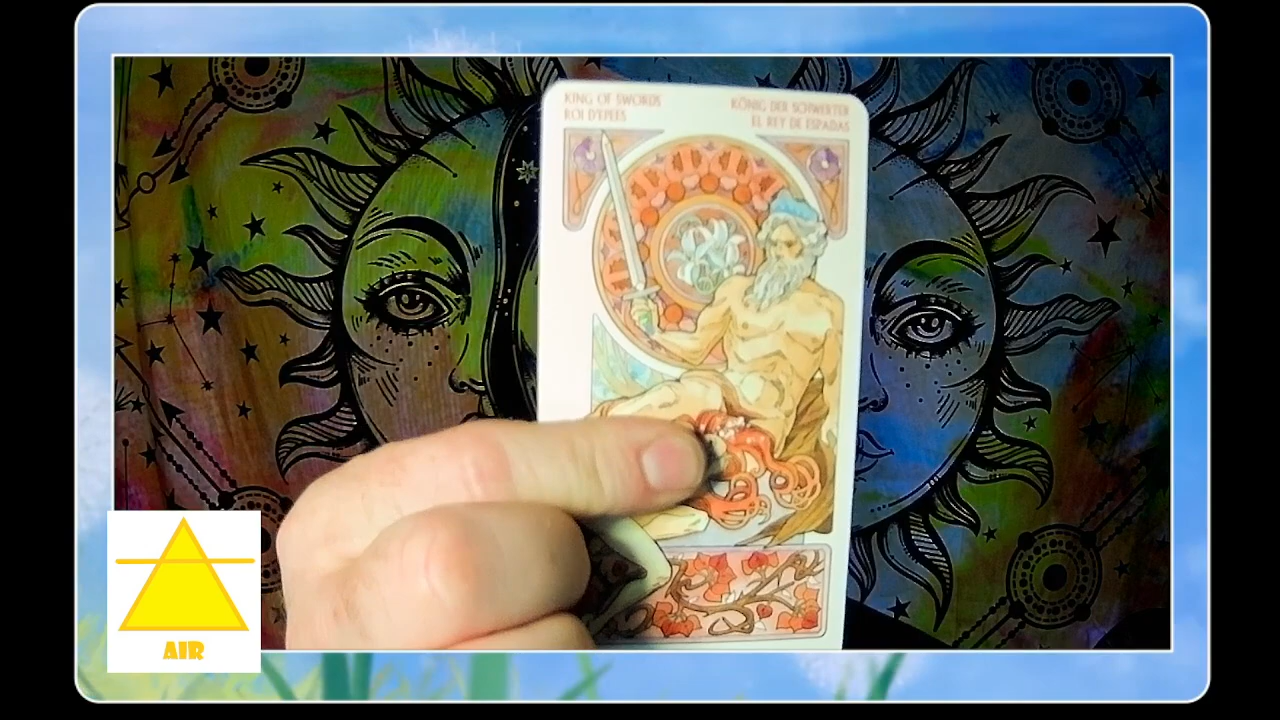 KING OF SWORDS
ROI D'EPEES
KÖNIG DER SCHWERTER
EL REY DE ESPADAS
AIR